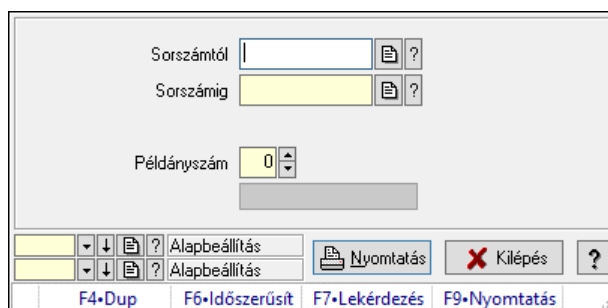 Sorszámtól ?
Sorszámig ?
Példányszám 0
? Alapbeállítás
? Alapbeállítás
Nyomtatás Kilépés ?
F4•Dup F6•Időszerűsít F7•Lekérdezés F9•Nyomtatás